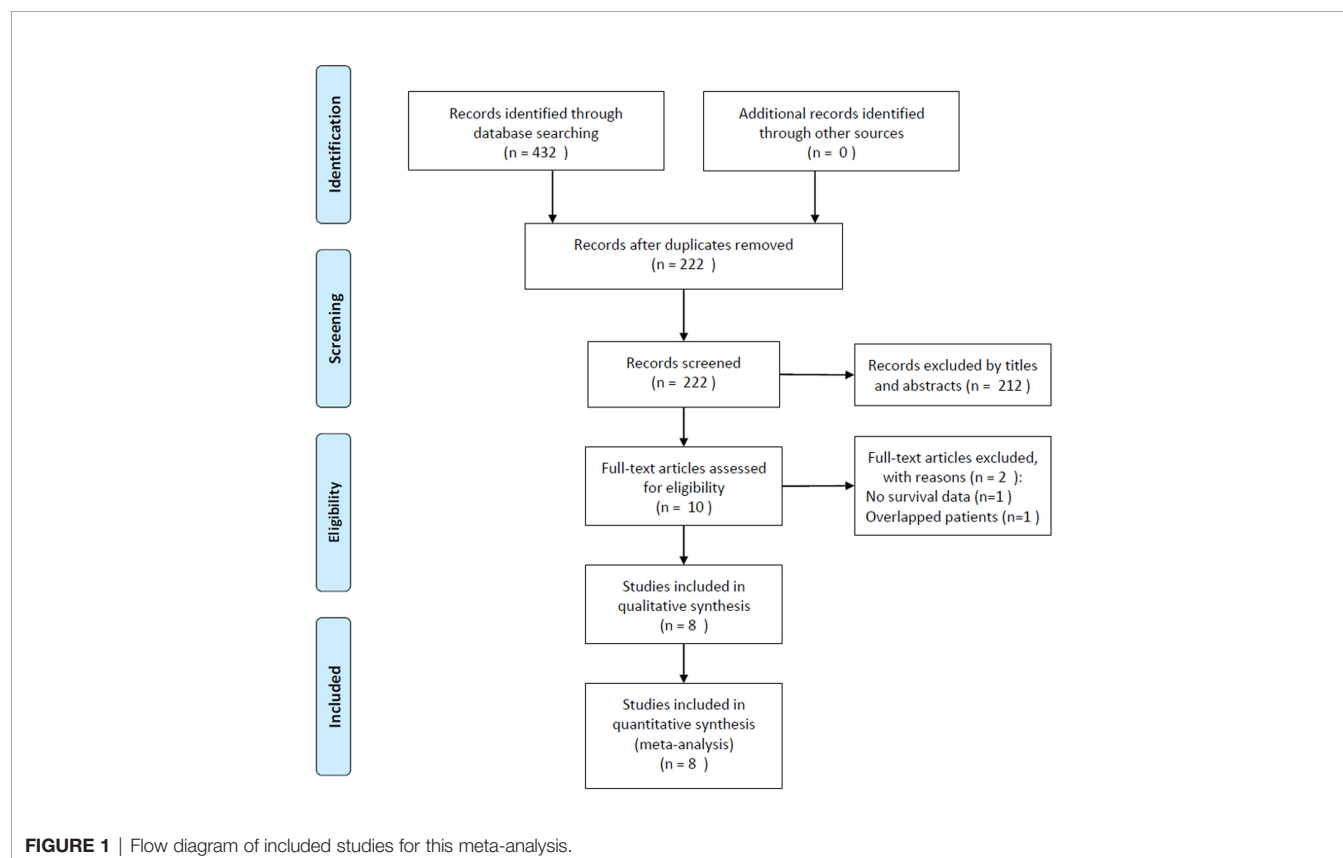 Identification
Records identified through
database searching
(n = 432 )
Additional records identified
through other sources
(n = 0 )
Records after duplicates removed
(n = 222 )
Screening
Records screened
(n = 222 )
Records excluded by titles
and abstracts (n = 212 )
Eligibility
Full-text articles assessed
for eligibility
(n = 10 )
Full-text articles excluded,
with reasons (n = 2 ):
No survival data (n=1 )
Overlapped patients (n=1 )
Studies included in
qualitative synthesis
(n = 8 )
Included
Studies included in
quantitative synthesis
(meta-analysis)
(n = 8 )
FIGURE 1 | Flow diagram of included studies for this meta-analysis.